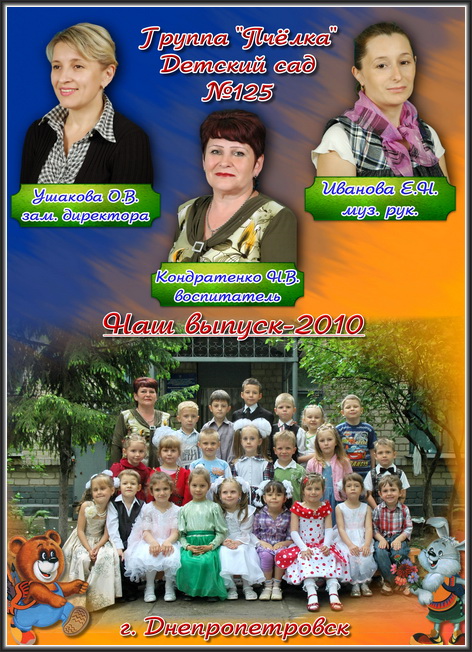 Группа "Пчёлка"
Детский сад
№125
Ушакова О.В.
зам. директора
Иванова Е.Н.
муз. рук.
Кондратенко Н.В.
воспитатель
Наш выпуск-2010
г. Днепропетровск